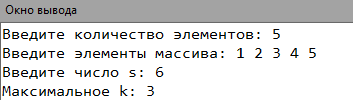 Окно вывода
Введите количество элементов: 5
Введите элементы массива: 1 2 3 4 5
Введите число s: 6
Максимальное k: 3